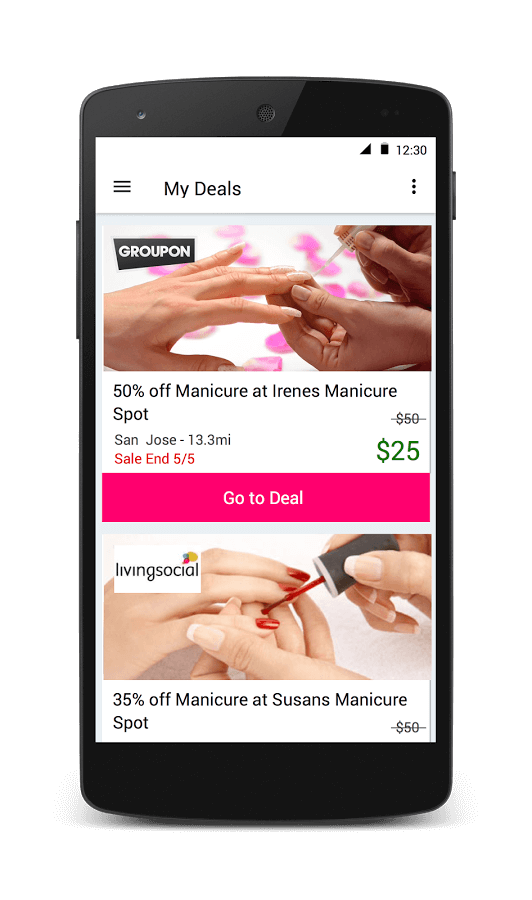 12:30
My Deals
GROUPON
50% off Manicure at Irenes Manicure
Spot
$50
San Jose - 13.3mi
$25
Sale End 5/5
Go to Deal
livingsocial
35% off Manicure at Susans Manicure
Spot
$50